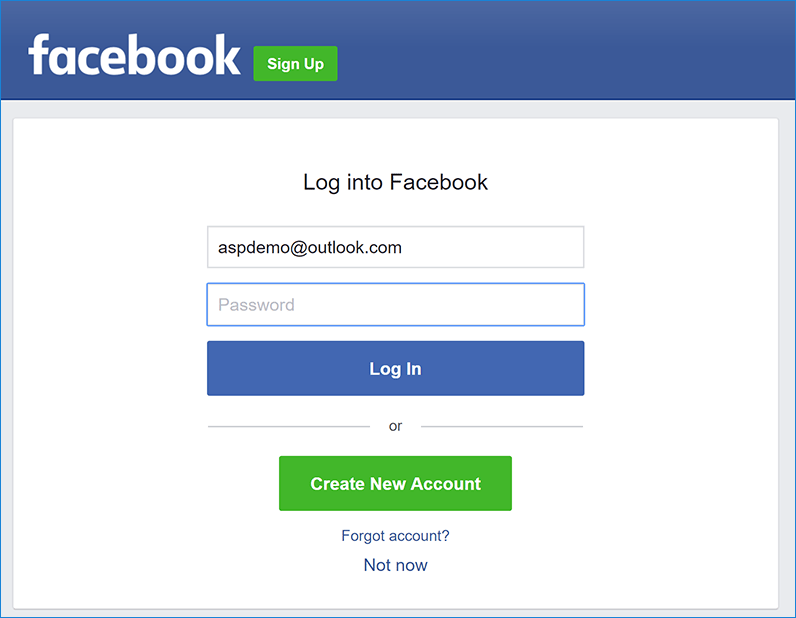 facebook
Sign Up
Log into Facebook
aspdemo@outlook.com
Password
Log In
or
Create New Account
Forgot account?
Not now